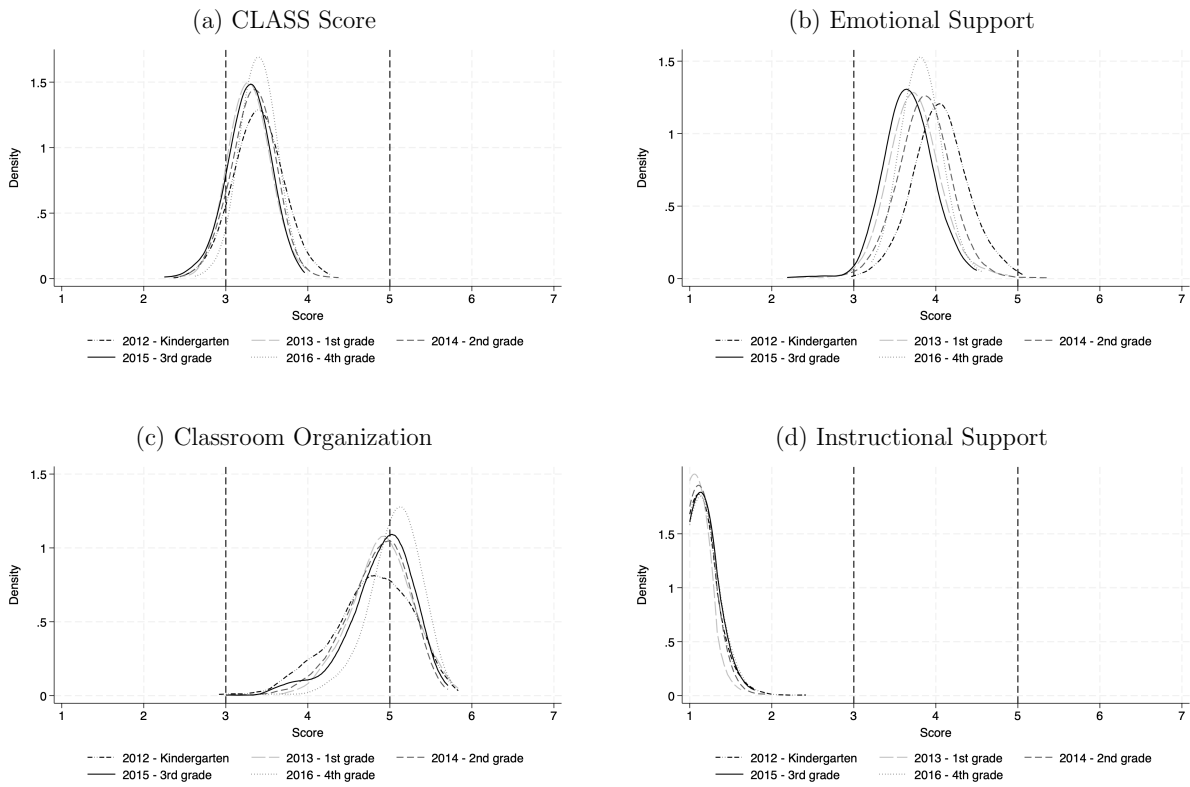 (a) CLASS Score
1.5
1
.5
0
Density
1 2 3 4 5 6 7
Score
2012 - Kindergarten 2013 - 1st grade 2014 - 2nd grade
2015 - 3rd grade 2016 - 4th grade
(b) Emotional Support
1.5
1
.5
0
Density
1 2 3 4 5 6 7
Score
2012 - Kindergarten 2013 - 1st grade 2014 - 2nd grade
2015 - 3rd grade 2016 - 4th grade
(c) Classroom Organization
1.5
1
.5
0
Density
1 2 3 4 5 6 7
Score
2012 - Kindergarten 2013 - 1st grade 2014 - 2nd grade
2015 - 3rd grade 2016 - 4th grade
(d) Instructional Support
1.5
1
.5
0
Density
1 2 3 4 5 6 7
Score
2012 - Kindergarten 2013 - 1st grade 2014 - 2nd grade
2015 - 3rd grade 2016 - 4th grade